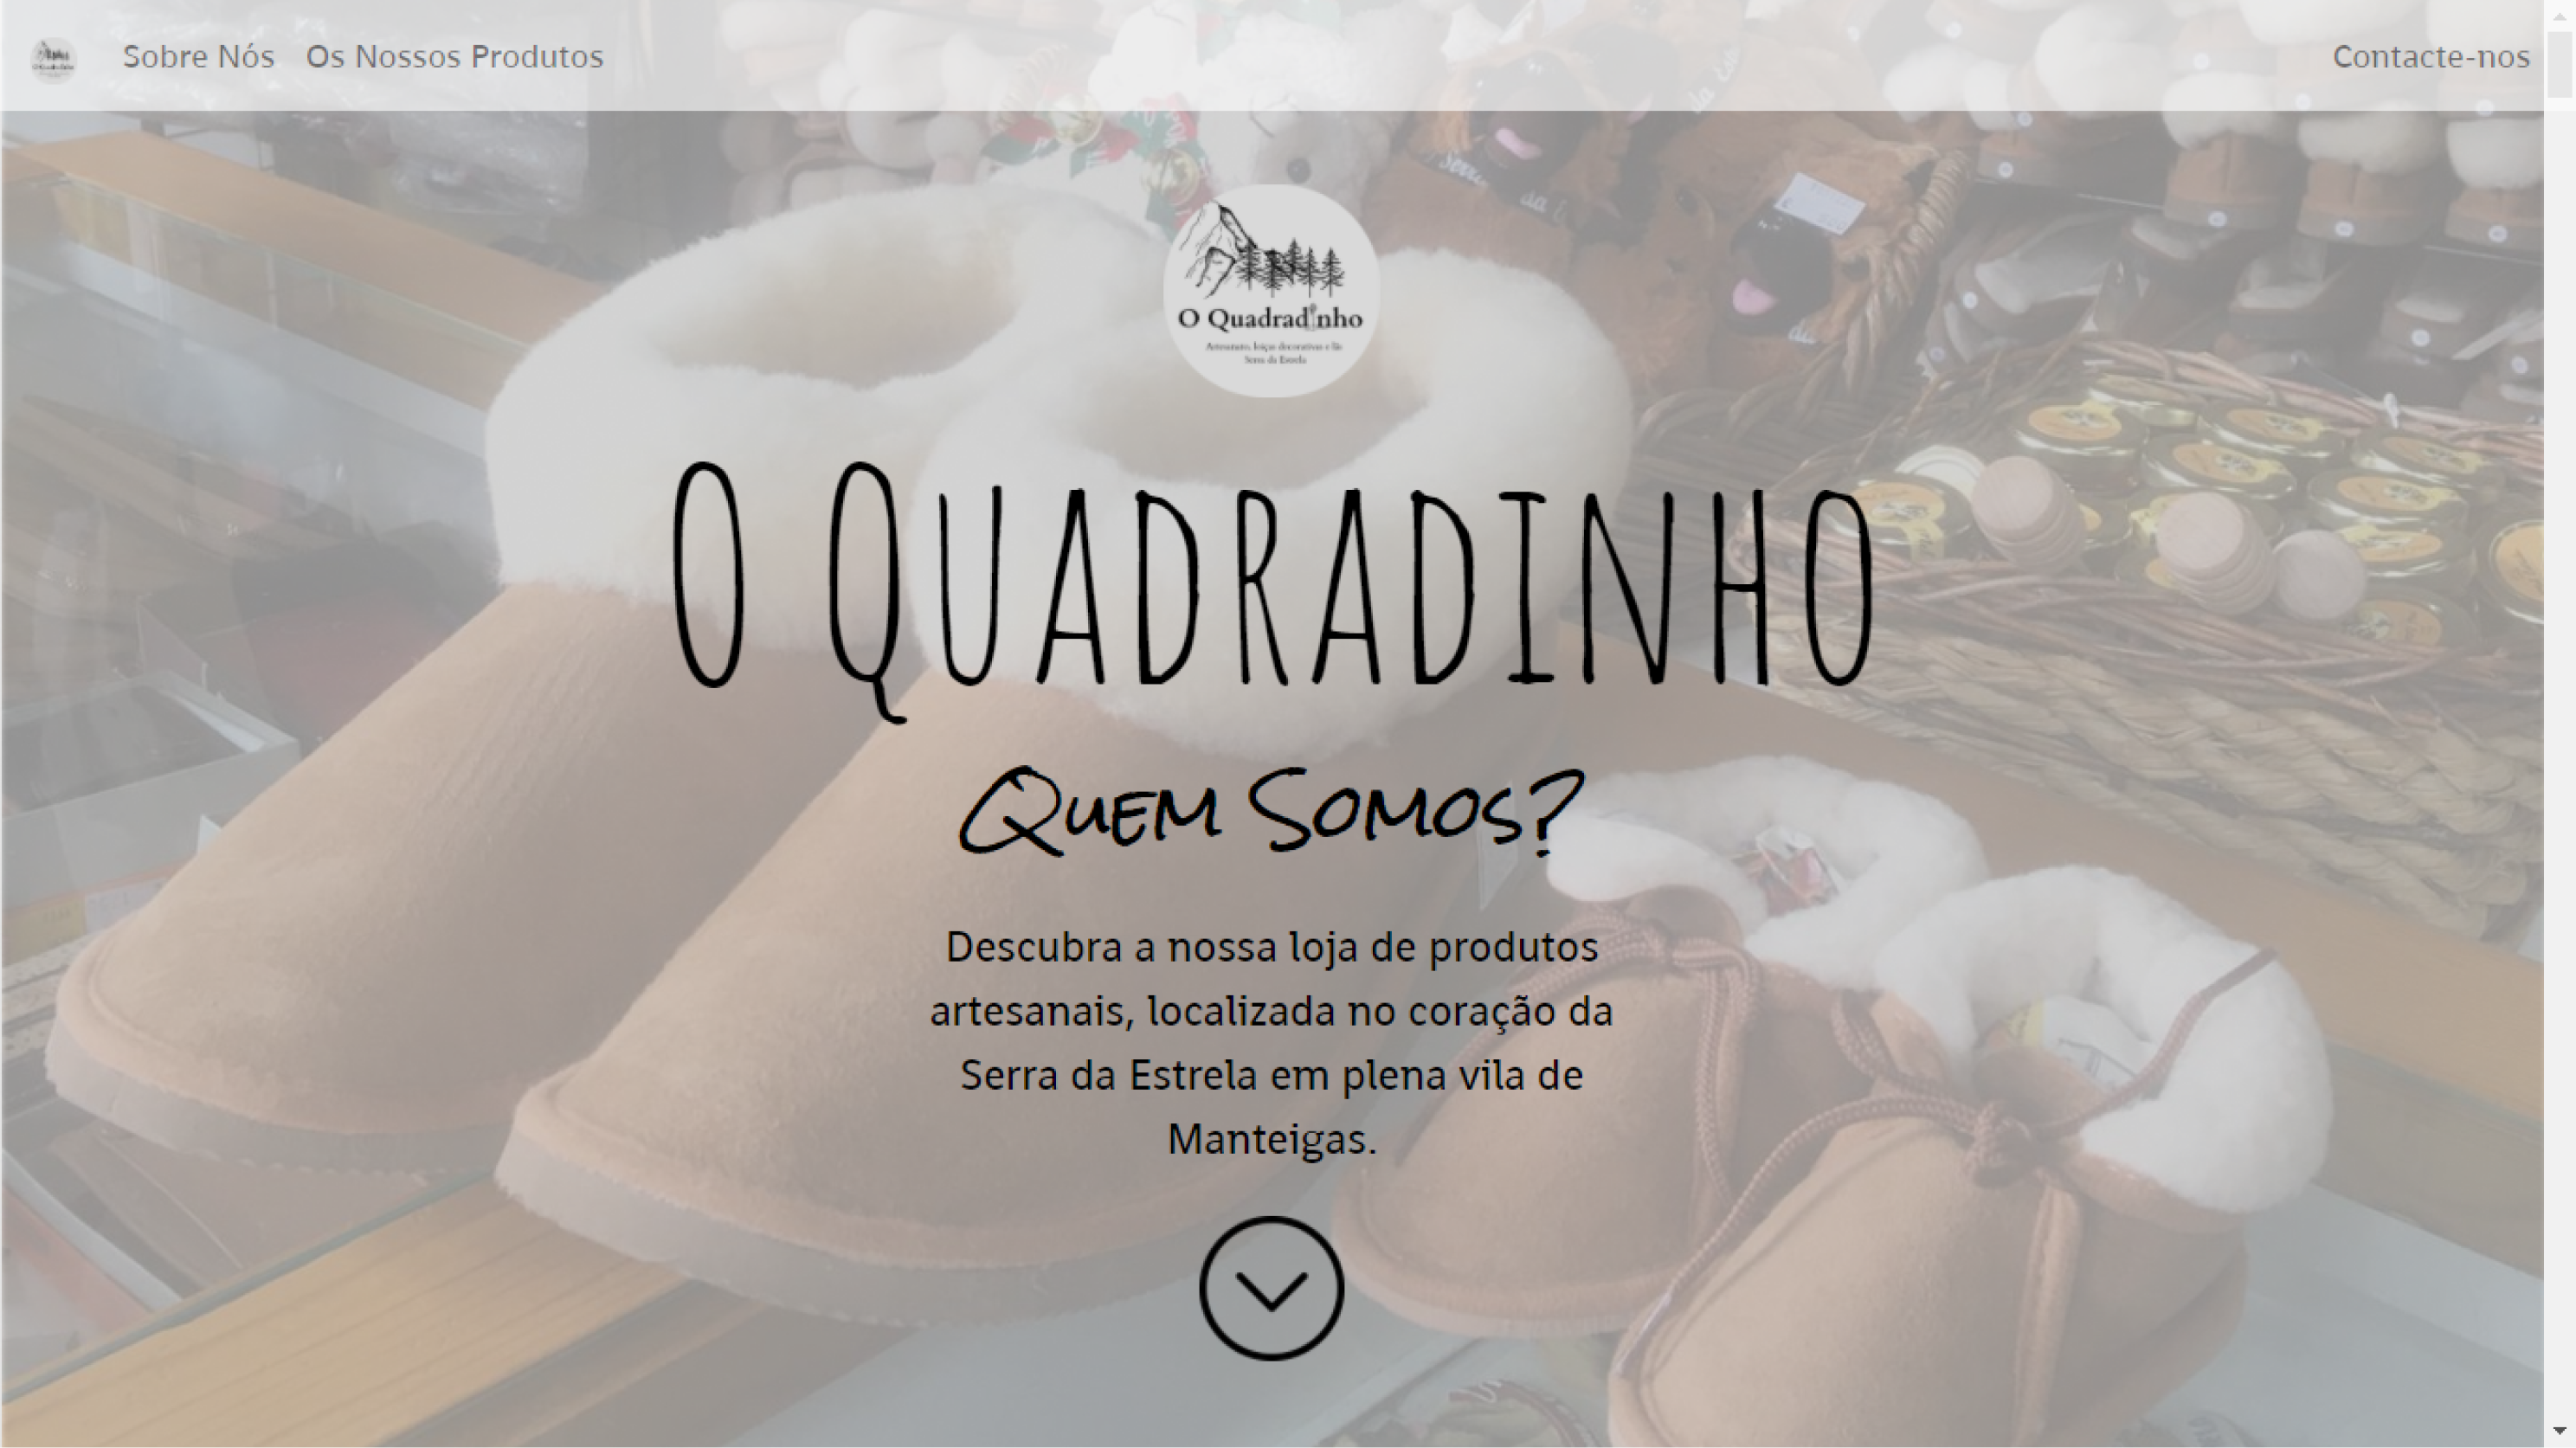 Sobre Nós Os Nossos Produtos Contacte-nos
O Quadradinho
Artesanato, loiças decorativas e lãs
Serra da Estrela
O QUADRADINHO
QUEM SOMOS?
Descubra a nossa loja de produtos
artesanais, localizada no coração da
Serra da Estrela em plena vila de
Manteigas.